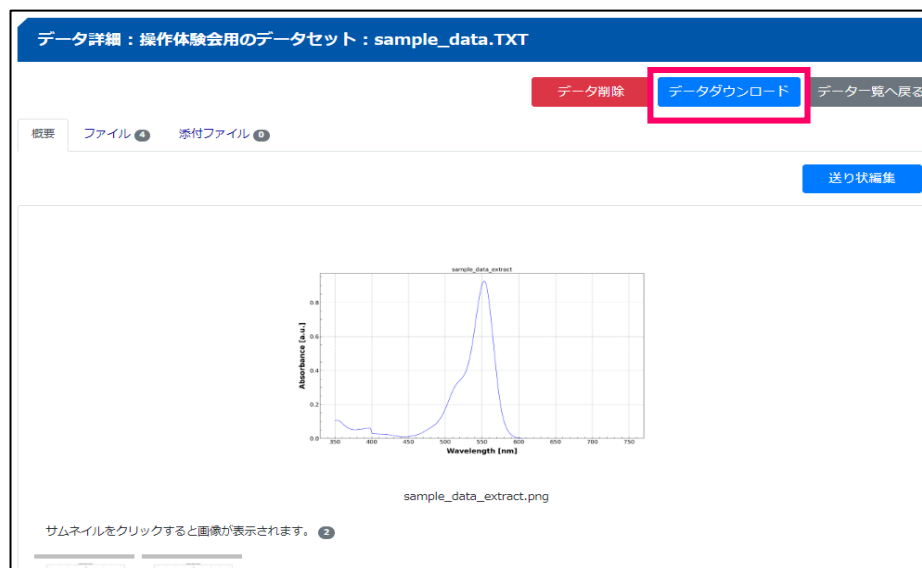 データ詳細：操作体験会用のデータセット：sample_data.TXT
データ削除 データダウンロード データ一覧へ戻る
概要 ファイル 4 添付ファイル 0
送り状編集
sample_data_extract
0.8
0.6
0.4
0.2
0.0
Absorbance [a.u.]
350 400 450 500 550 600 650 700 750
Wavelength [nm]
sample_data_extract.png
サムネイルをクリックすると画像が表示されます。 2